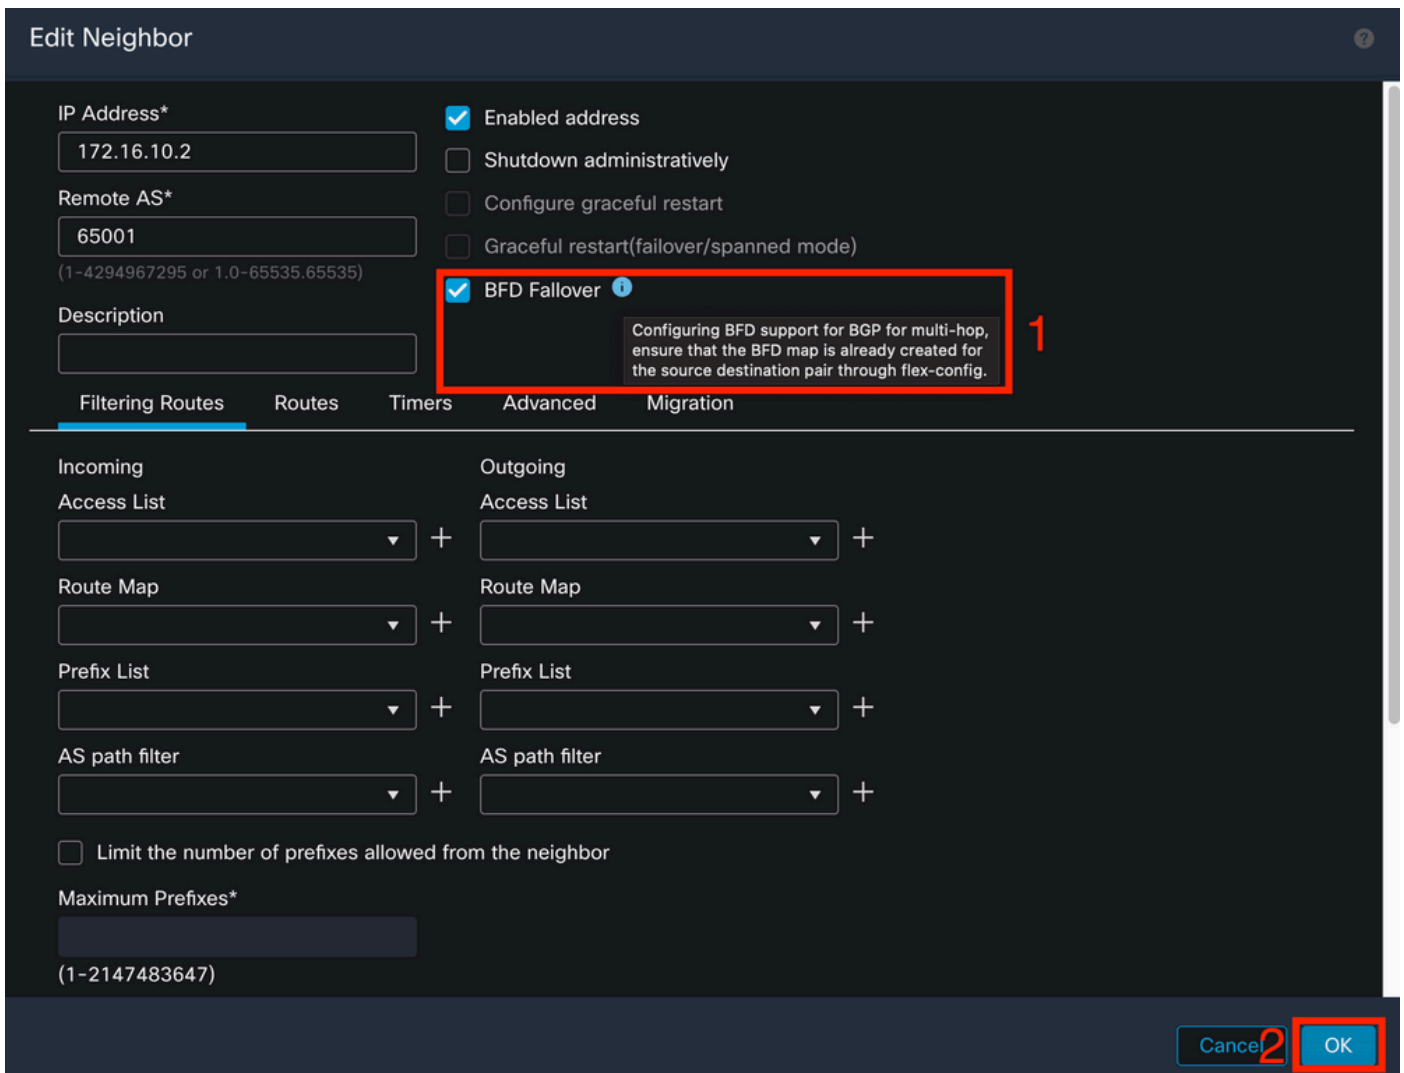 Edit Neighbor
IP Address*
172.16.10.2
Remote AS*
65001
(1-4294967295 or 1.0-65535.65535)
Description
Enabled address
Shutdown administratively
Configure graceful restart
Graceful restart(failover/spanned mode)
BFD Fallover
Configuring BFD support for BGP for multi-hop,
ensure that the BFD map is already created for
the source destination pair through flex-config.
1
Filtering Routes Routes Timers Advanced Migration
Incoming Outgoing
Access List Access List
Route Map Route Map
Prefix List Prefix List
AS path filter AS path filter
Limit the number of prefixes allowed from the neighbor
Maximum Prefixes*
(1-2147483647)
Cancel 2 OK